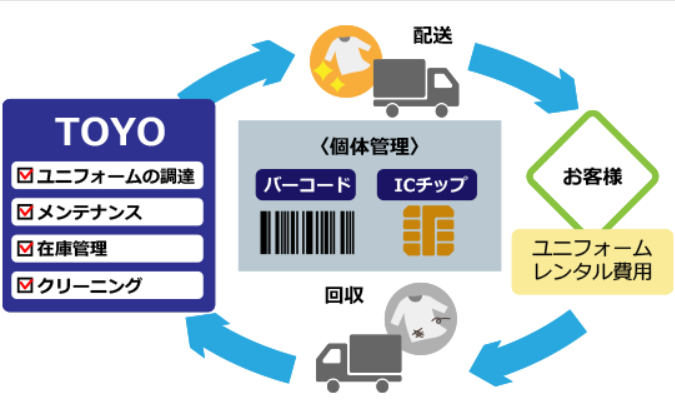 配送
TOYO
ユニフォームの調達
メンテナンス
在庫管理
クリーニング
〈個体管理〉
バーコード
ICチップ
お客様
ユニフォーム
レンタル費用
回収